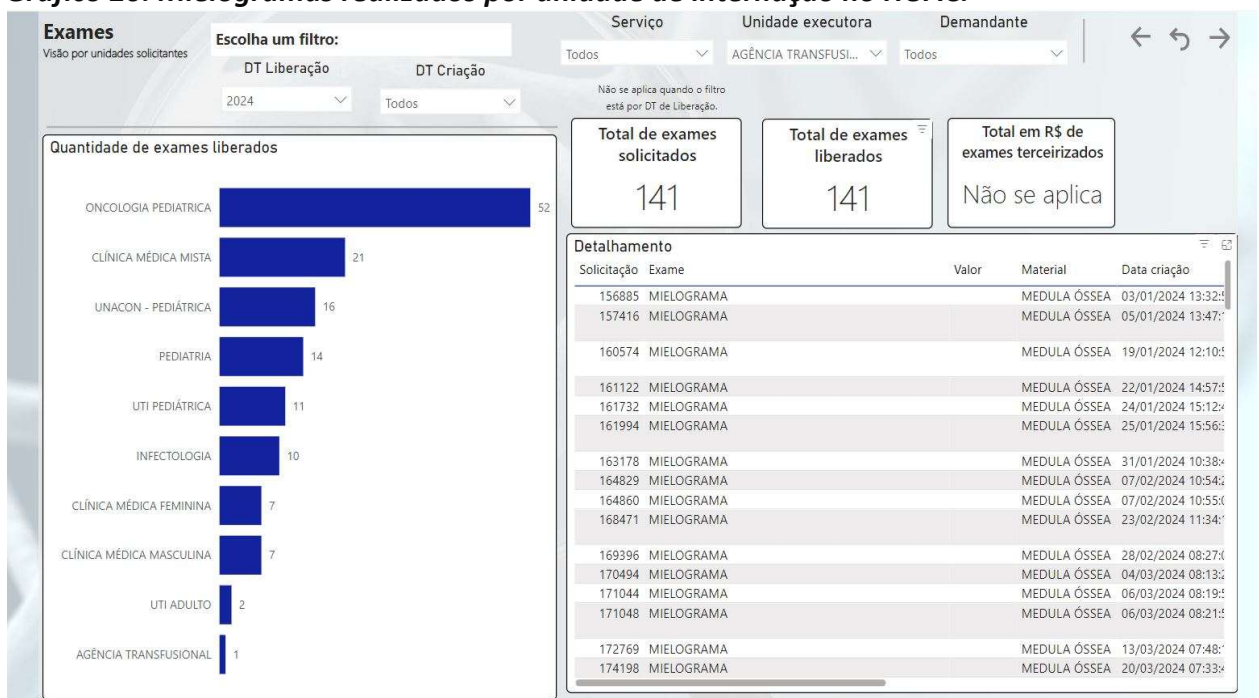 Exames
Visão por unidades solicitantes
Escolha um filtro:
DT Liberação
DT Criação
2024
Todos
Serviço
Unidade executora
Demandante
Todos
AGÊNCIA TRANSFUSI...
Todos
Não se aplica quando o filtro
está por DT de Liberação.
Total de exames
solicitados
141
Total de exames
liberados
141
Total em R$ de
exames terceirizados
Não se aplica
Quantidade de exames liberados
ONCOLOGIA PEDIATRICA 52
CLÍNICA MÉDICA MISTA 21
UNACON - PEDIÁTRICA 16
PEDIATRIA 14
UTI PEDIÁTRICA 11
INFECTOLOGIA 10
CLÍNICA MÉDICA FEMININA 7
CLÍNICA MÉDICA MASCULINA 7
UTI ADULTO 2
AGÊNCIA TRANSFUSIONAL 1
Detalhamento
Solicitação Exame Valor Material Data criação
156885 MIELOGRAMA MEDULA ÓSSEA 03/01/2024 13:32:
157416 MIELOGRAMA MEDULA ÓSSEA 05/01/2024 13:47:
160574 MIELOGRAMA MEDULA ÓSSEA 19/01/2024 12:10:
161122 MIELOGRAMA MEDULA ÓSSEA 22/01/2024 14:57:
161732 MIELOGRAMA MEDULA ÓSSEA 24/01/2024 15:12:
161994 MIELOGRAMA MEDULA ÓSSEA 25/01/2024 15:56:
163178 MIELOGRAMA MEDULA ÓSSEA 31/01/2024 10:38:
164829 MIELOGRAMA MEDULA ÓSSEA 07/02/2024 10:54:
164860 MIELOGRAMA MEDULA ÓSSEA 07/02/2024 10:55:
168471 MIELOGRAMA MEDULA ÓSSEA 23/02/2024 11:34:
169396 MIELOGRAMA MEDULA ÓSSEA 28/02/2024 08:27:
170494 MIELOGRAMA MEDULA ÓSSEA 04/03/2024 08:13:
171044 MIELOGRAMA MEDULA ÓSSEA 06/03/2024 08:19:
171048 MIELOGRAMA MEDULA ÓSSEA 06/03/2024 08:21:
172769 MIELOGRAMA MEDULA ÓSSEA 13/03/2024 07:48:
174198 MIELOGRAMA MEDULA ÓSSEA 20/03/2024 07:33: